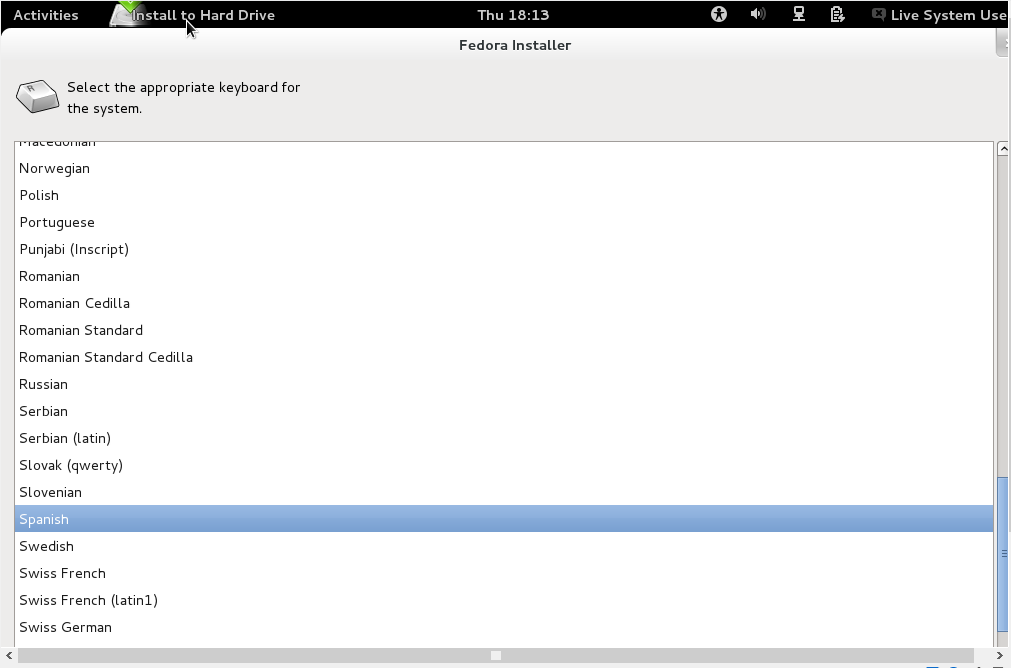 Activities
Install to Hard Drive
Thu 18:13
Live System Use
Fedora Installer
R
Select the appropriate keyboard for
the system.
Macedonian
Norwegian
Polish
Portuguese
Punjabi (Inscript)
Romanian
Romanian Cedilla
Romanian Standard
Romanian Standard Cedilla
Russian
Serbian
Serbian (latin)
Slovak (qwerty)
Slovenian
Spanish
Swedish
Swiss French
Swiss French (latin1)
Swiss German